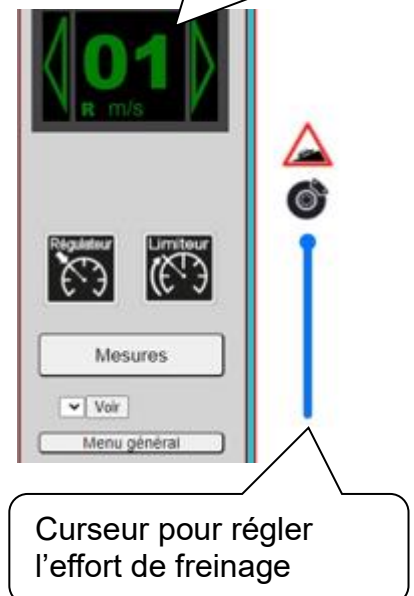 01
R m/s
Régulateur
Limiteur
Mesures
Voir
Menu général
Curseur pour régler
l’effort de freinage